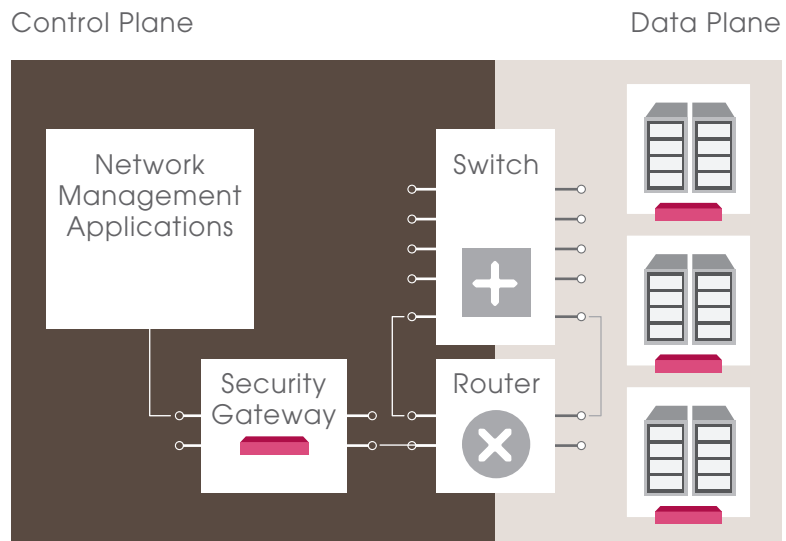 Control Plane
Data Plane
Network
Management
Applications
Switch
Security
Gateway
Router